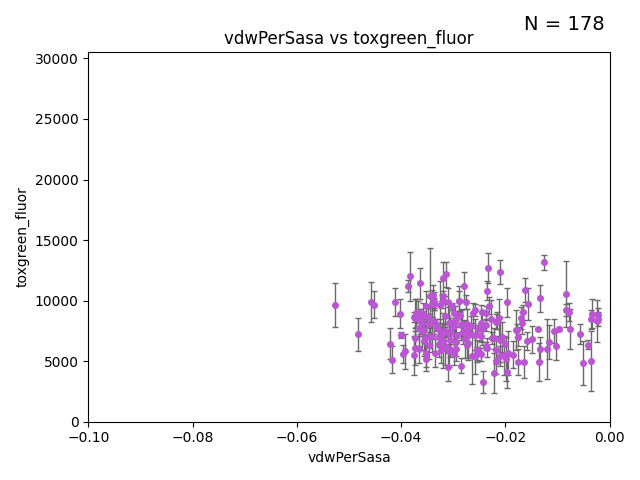 N = 178
vdwPerSasa vs toxgreen_fluor
30000
25000
20000
15000
10000
5000
0
toxgreen_fluor
−0.10 −0.08 −0.06 −0.04 −0.02 0.00
vdwPerSasa